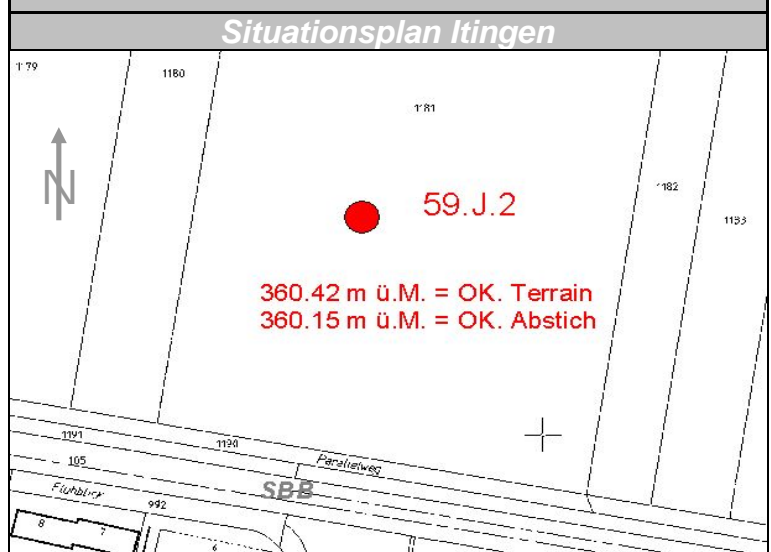 Situationsplan Itingen
1179
1180
1181
N
59.J.2
1182
1183
360.42 m ü.M. = OK. Terrain
360.15 m ü.M. = OK. Abstich
1191
1190
Parallelweg
105
SBB
Fluhblick
992
8
7
6